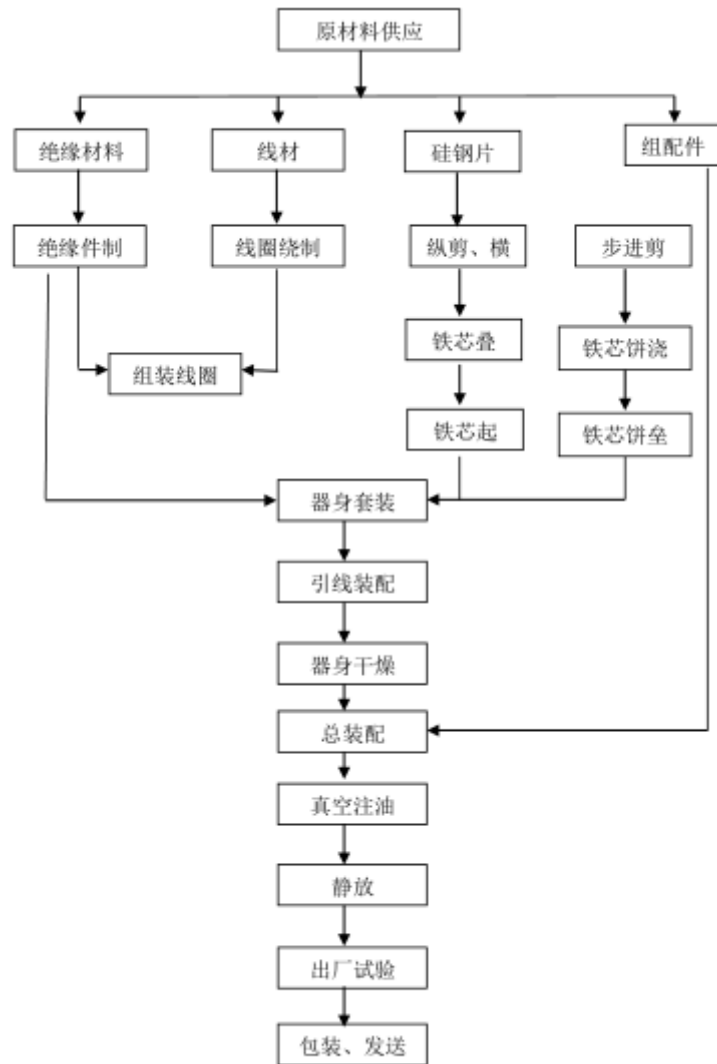 原材料供应
绝缘材料
线材
硅钢片
组配件
绝缘件制
线圈绕制
纵剪、横
步进剪
铁芯叠
铁芯饼浇
组装线圈
铁芯起
铁芯饼垒
器身套装
引线装配
器身干燥
总装配
真空注油
静放
出厂试验
包装、发送